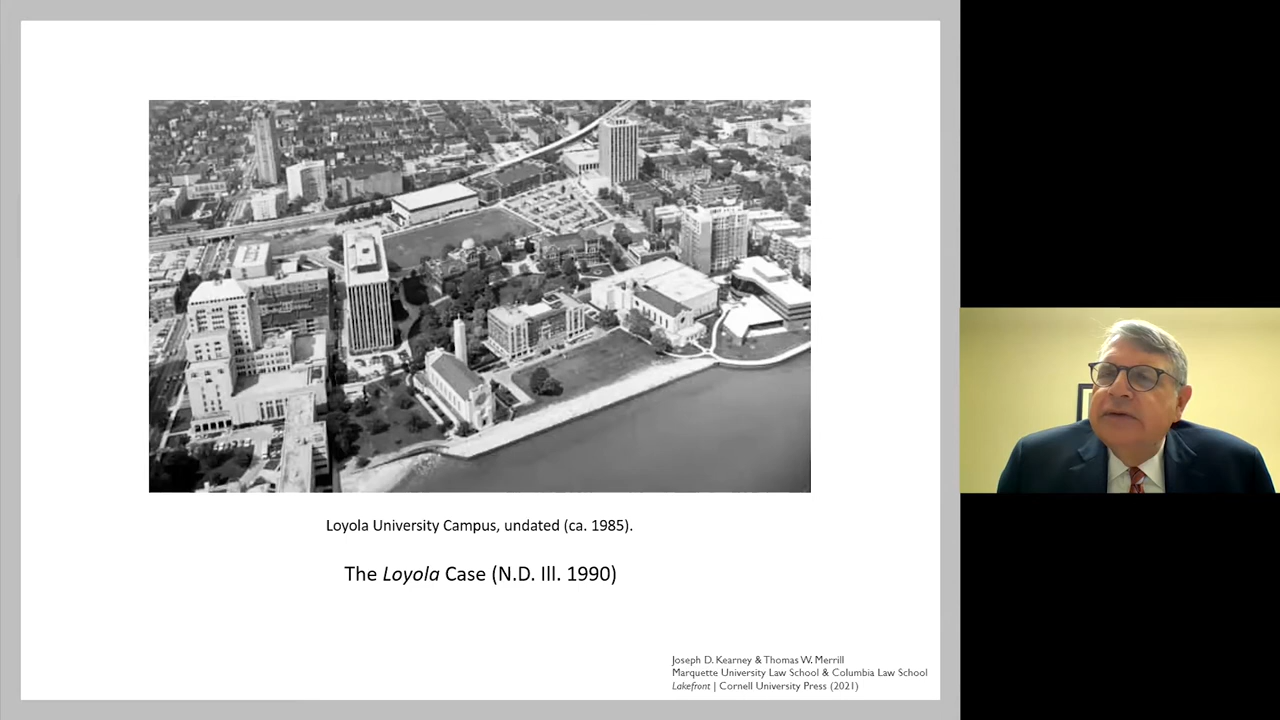 Loyola University Campus, undated (ca. 1985).
The Loyola Case (N.D. Ill. 1990)
Joseph D. Kearney & Thomas W. Merrill
Marquette University Law School & Columbia Law School
Lakefront | Cornell University Press (2021)